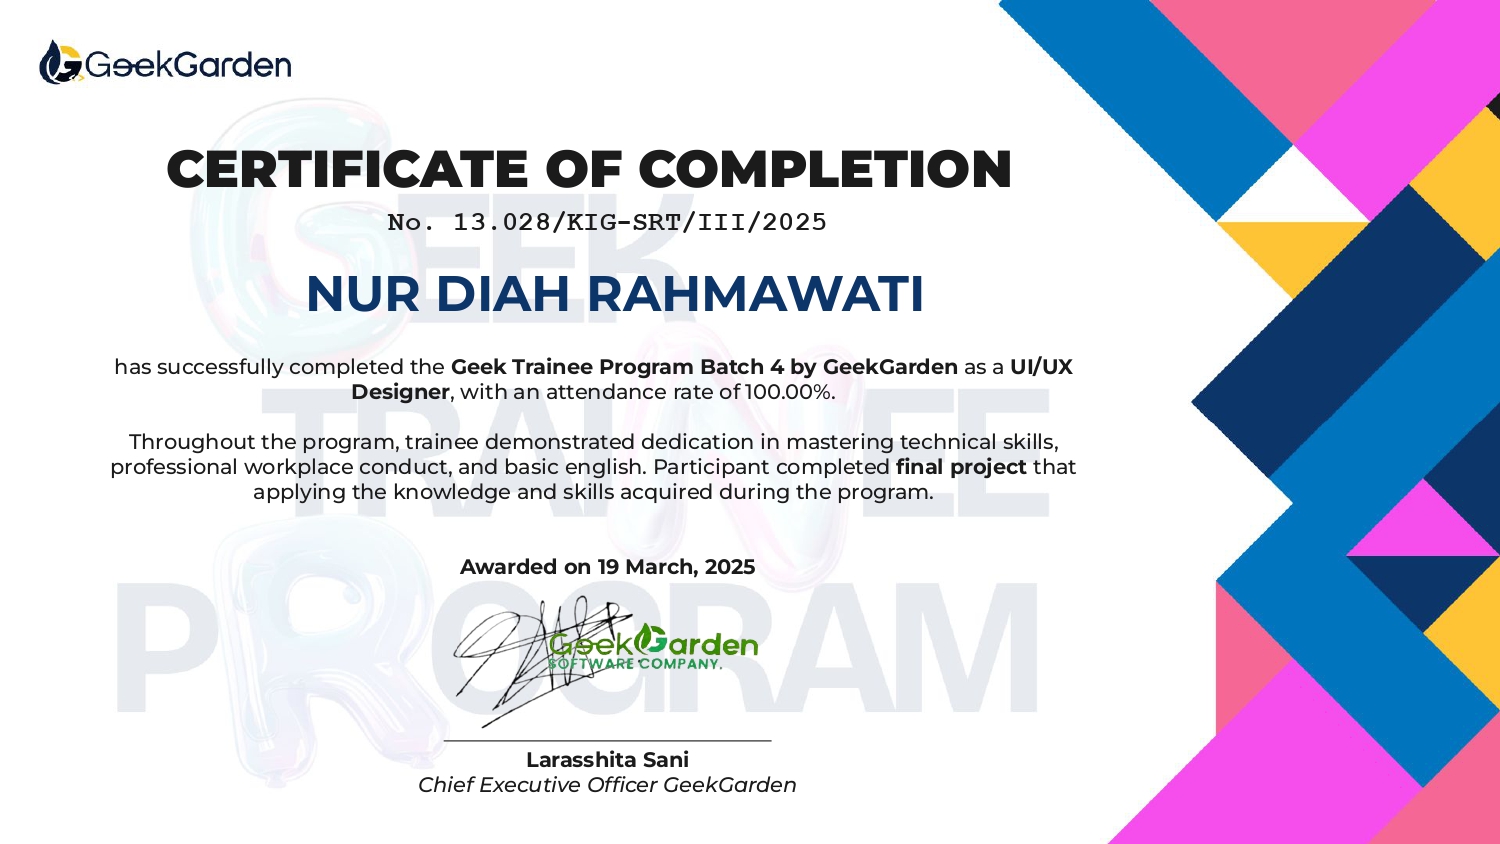 GeekGarden
CERTIFICATE OF COMPLETION
No. 13.028/KIG-SRT/III/2025
NUR DIAH RAHMAWATI
has successfully completed the Geek Trainee Program Batch 4 by GeekGarden as a UI/UX
Designer, with an attendance rate of 100.00%.
Throughout the program, trainee demonstrated dedication in mastering technical skills,
professional workplace conduct, and basic english. Participant completed final project that
applying the knowledge and skills acquired during the program.
Awarded on 19 March, 2025
GeekGarden
SOFTWARE COMPANY.
Larasshita Sani
Chief Executive Officer GeekGarden
GEEK
TRAINEE
PROGRAM